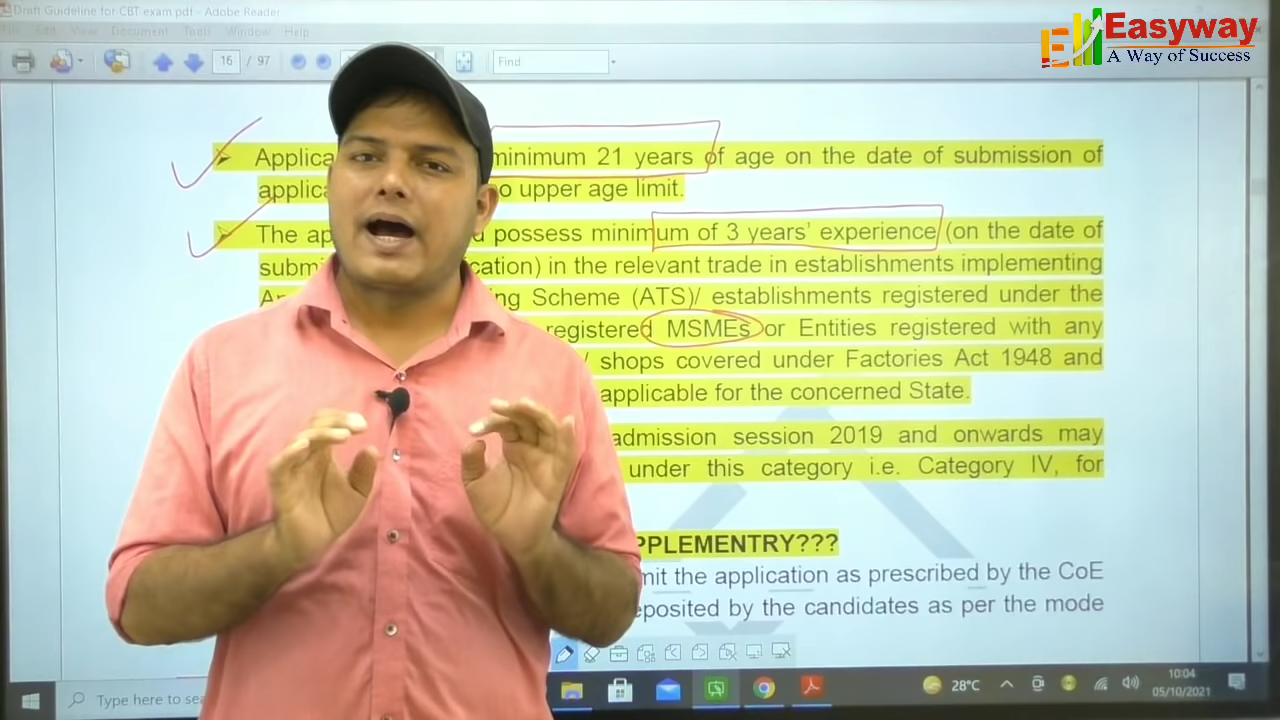 Draft Guideline for CBT exam.pdf - Adobe Reader
File Edit View Document Tools Window Help
16 / 97
Find
Easyway
A Way of Success
minimum 21 years of age on the date of submission of
upper age limit.
The possess minimum of 3 years' experience (on the date of
in the relevant trade in establishments implementing
Scheme (ATS)/ establishments registered under the
registered MSMEs or Entities registered with any
/ shops covered under Factories Act 1948 and
applicable for the concerned State.
admission session 2019 and onwards may
under this category i.e. Category IV, for
the application as prescribed by the CoE
by the candidates as per the mode
Type here to
28°C
10:04
05/10/2021